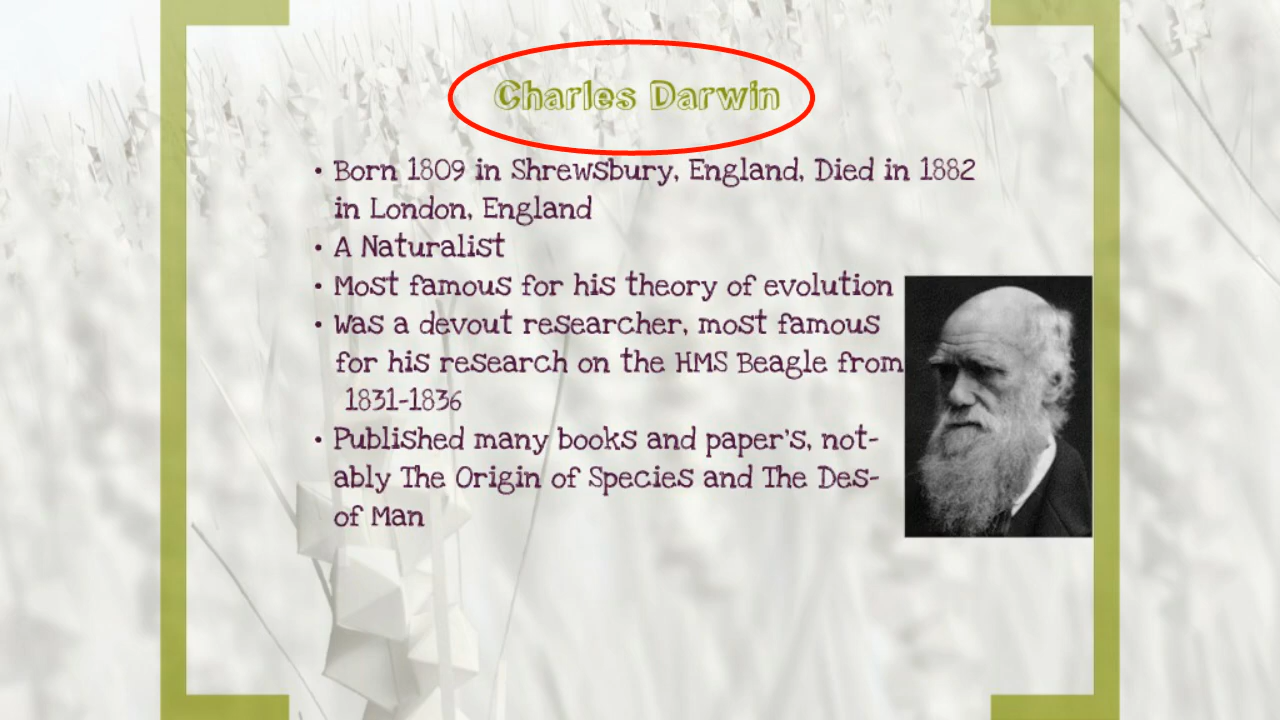 Charles Darwin
• Born 1809 in Shrewsbury, England, Died in 1882
in London, England
• A Naturalist
• Most famous for his theory of evolution
• Was a devout researcher, most famous
for his research on the HMS Beagle from
1831-1836
• Published many books and paper's, not-
ably The Origin of Species and The Des-
of Man